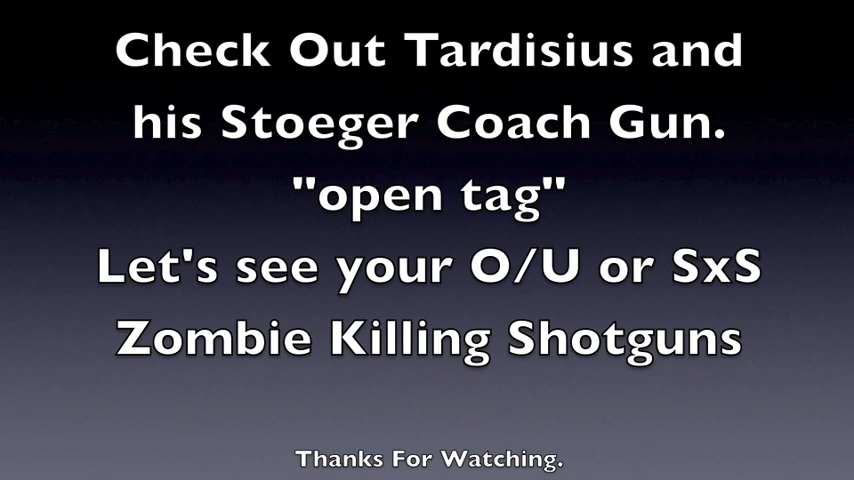 Check Out Tardisius and
his Stoeger Coach Gun.
"open tag"
Let's see your O/U or SxS
Zombie Killing Shotguns
Thanks For Watching.